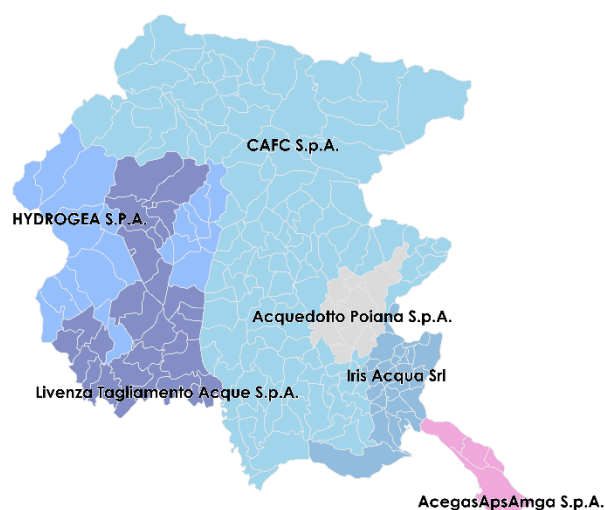 CAFC S.p.A.
HYDROGEA S.P.A.
Acquedotto Poiana S.p.A.
Iris Acqua Srl
Livenza Tagliamento Acque S.p.A.
AcegasApsAmga S.p.A.